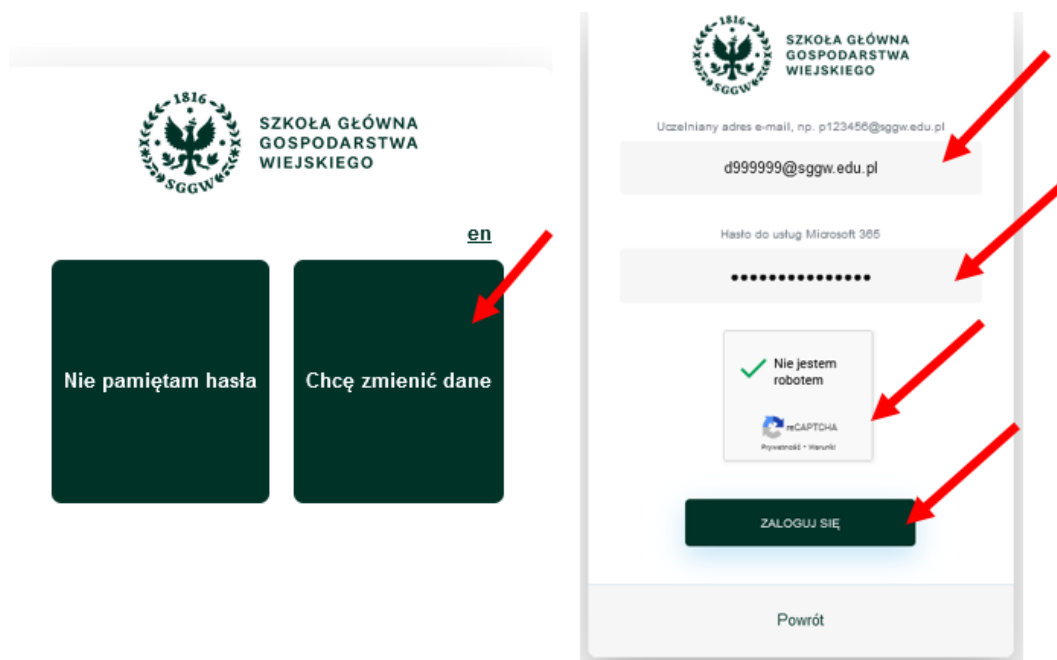 1816
SGGW
SZKOŁA GŁÓWNA
GOSPODARSTWA
WIEJSKIEGO
en
Nie pamiętam hasła
Chcę zmienić dane
1816
SGGW
SZKOŁA GŁÓWNA
GOSPODARSTWA
WIEJSKIEGO
Uczelniany adres e-mail, np. p123456@sggw.edu.pl
d999999@sggw.edu.pl
Hasło do usług Microsoft 365
•••••••••••••••
Nie jestem
robotem
reCAPTCHA
Prywatność • Warunki
ZALOGUJ SIĘ
Powrót